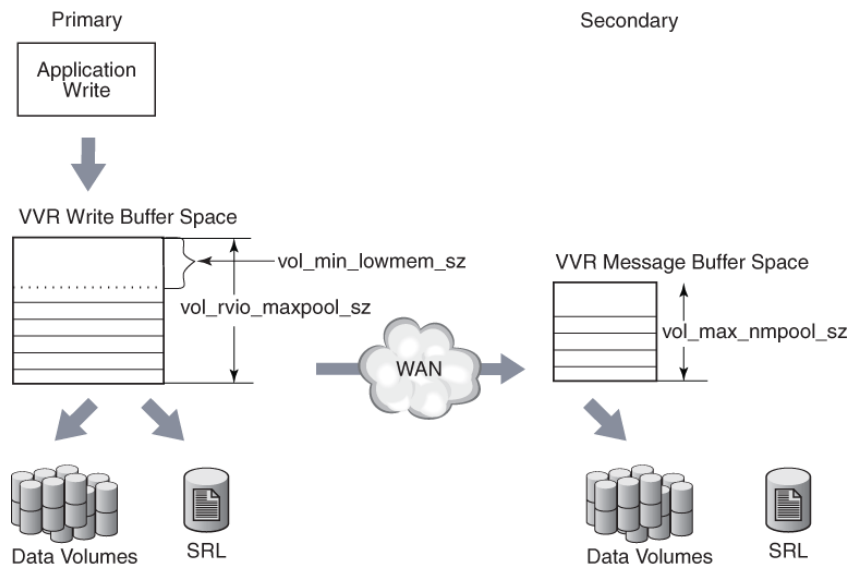 Primary
Secondary
Application
Write
VVR Write Buffer Space
vol_min_lowmem_sz
VVR Message Buffer Space
vol_rvio_maxpool_sz
vol_max_nmpool_sz
WAN
Data Volumes
SRL
Data Volumes
SRL